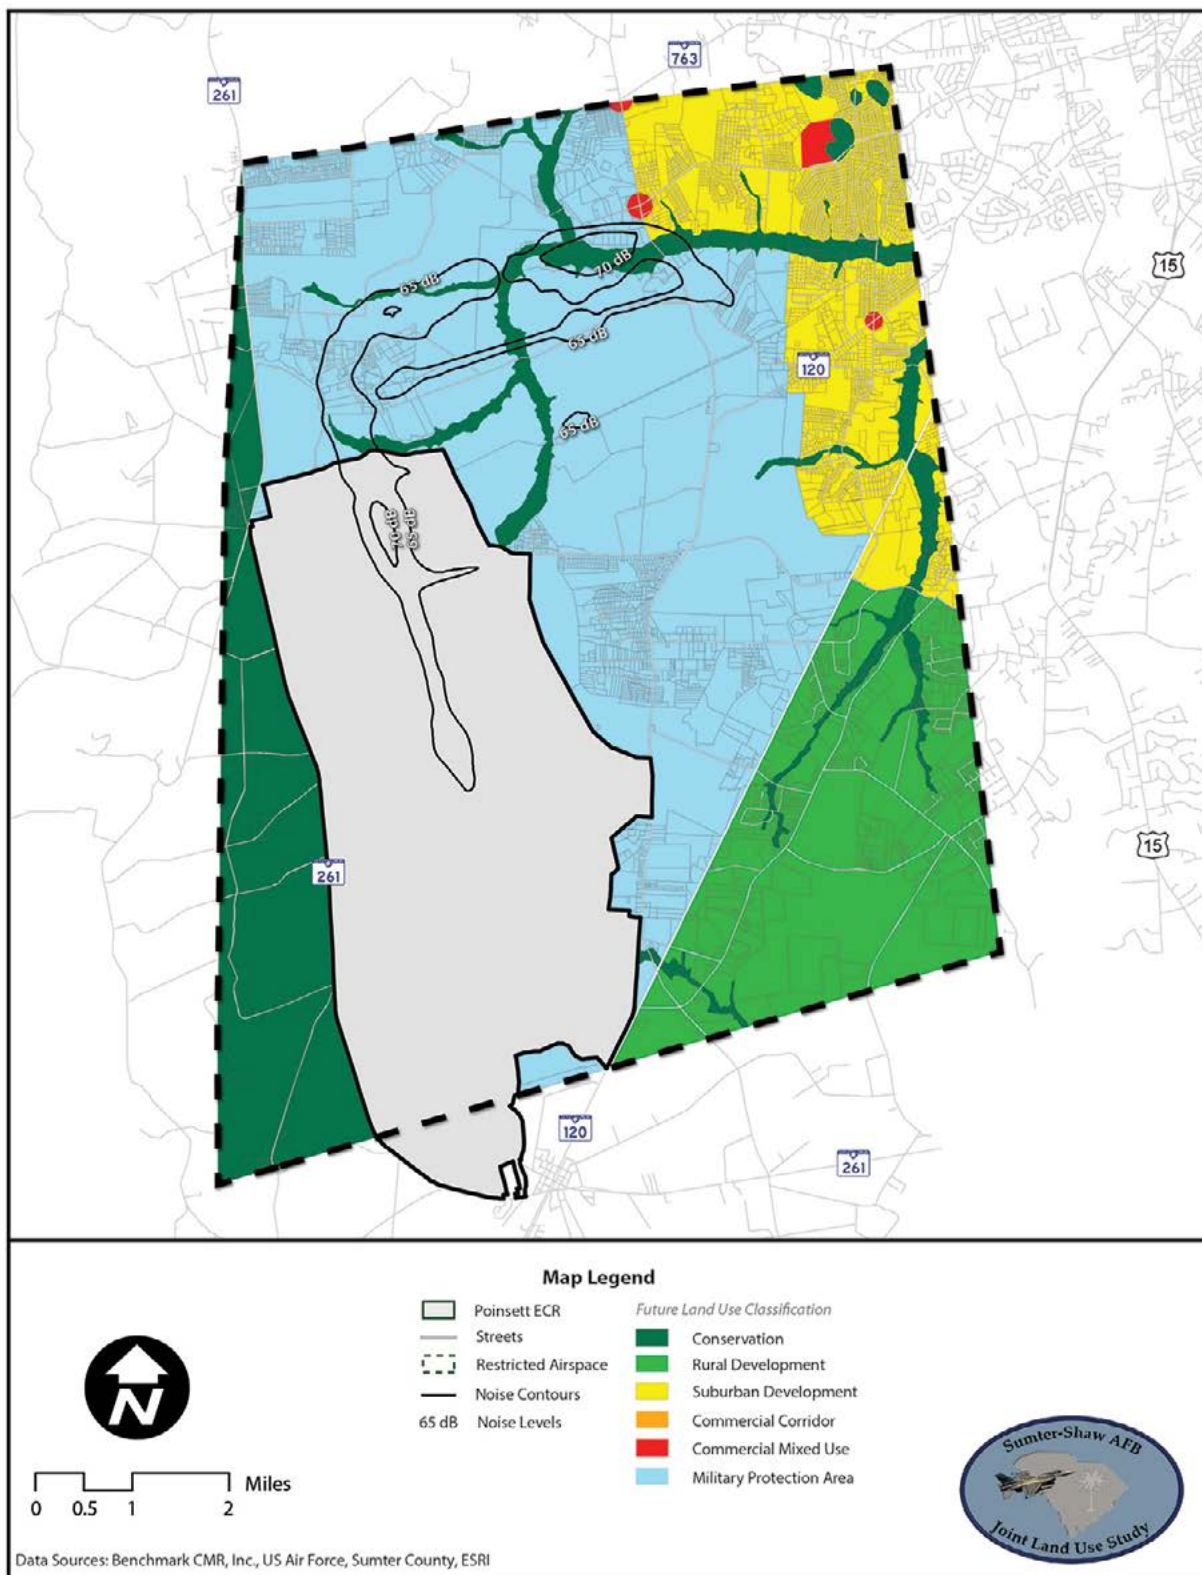 763
261
15
70 dB
65 dB
65 dB
120
65 dB
70 dB
65 dB
15
261
120
261
Map Legend
Poinsett ECR
Streets
Restricted Airspace
Noise Contours
65 dB Noise Levels
Future Land Use Classification
Conservation
Rural Development
Suburban Development
Commercial Corridor
Commercial Mixed Use
Military Protection Area
N
0 0.5 1 2 Miles
Sumter-Shaw AFB
Joint Land Use Study
Data Sources: Benchmark CMR, Inc., US Air Force, Sumter County, ESRI